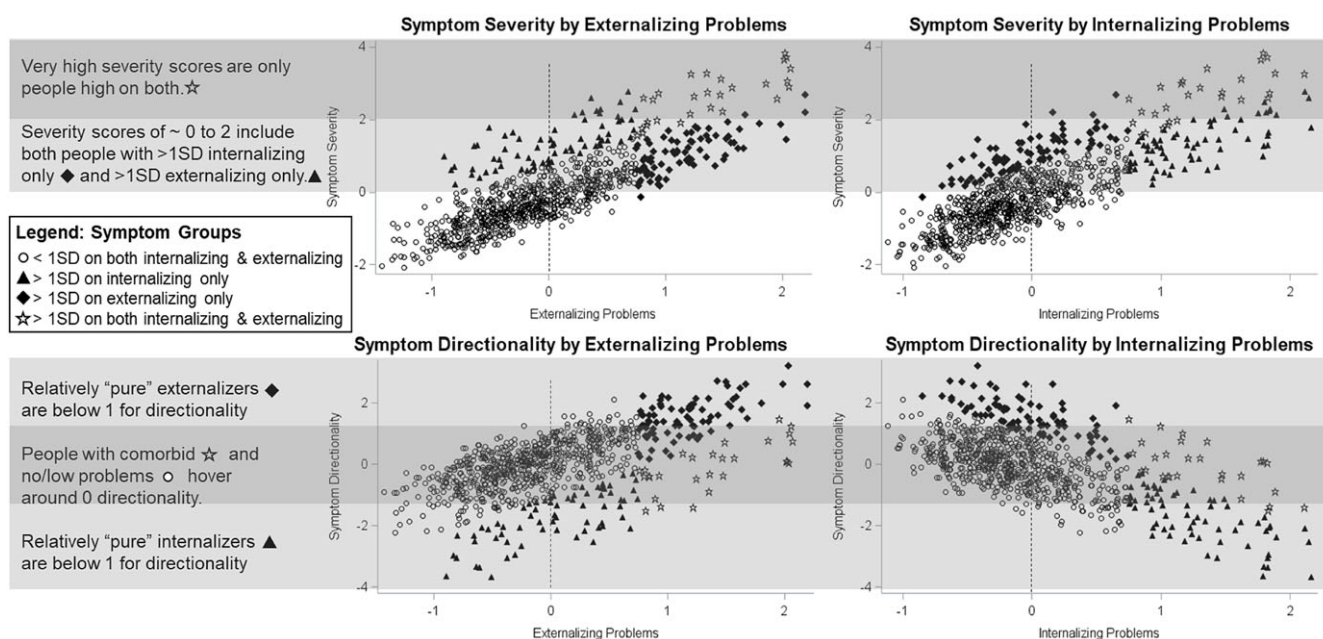 Symptom Severity by Externalizing Problems
Symptom Severity by Internalizing Problems
Very high severity scores are only
people high on both.☆
Severity scores of ~ 0 to 2 include
both people with >1SD internalizing
only ◆ and >1SD externalizing only.▲
Legend: Symptom Groups
○ < 1SD on both internalizing & externalizing
▲ > 1SD on internalizing only
◆ > 1SD on externalizing only
☆ > 1SD on both internalizing & externalizing
Symptom Severity
4
2
0
-2
-1
0
1
2
Externalizing Problems
Symptom Severity
4
2
0
-2
-1
0
1
2
Internalizing Problems
Symptom Directionality by Externalizing Problems
Symptom Directionality by Internalizing Problems
Relatively “pure” externalizers ◆
are below 1 for directionality
People with comorbid ☆ and
no/low problems ○ hover
around 0 directionality.
Relatively “pure” internalizers ▲
are below 1 for directionality
Symptom Directionality
2
0
-2
-4
-1
0
1
2
Externalizing Problems
Symptom Directionality
2
0
-2
-4
-1
0
1
2
Internalizing Problems